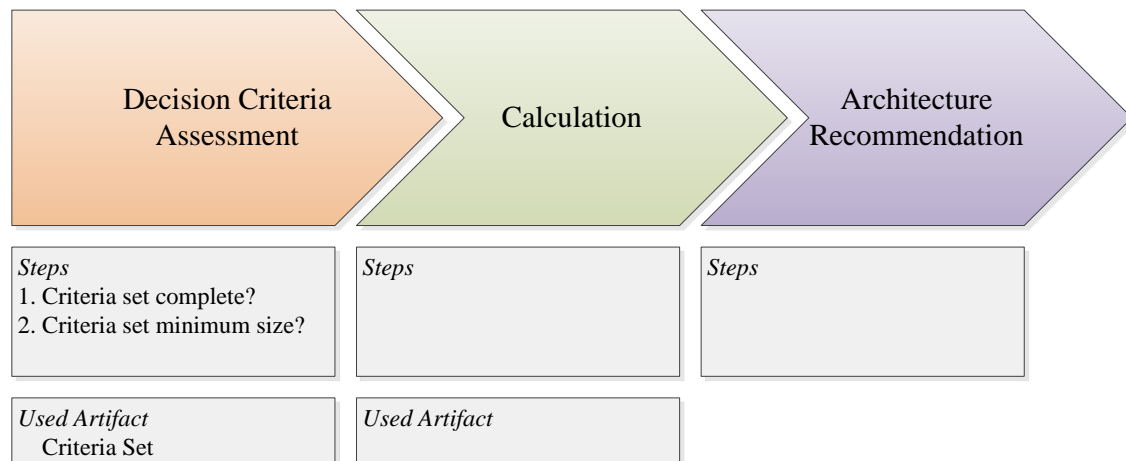 Decision Criteria
Assessment
Calculation
Architecture
Recommendation
Steps
1. Criteria set complete?
2. Criteria set minimum size?
Steps
Steps
Used Artifact
Criteria Set
Used Artifact